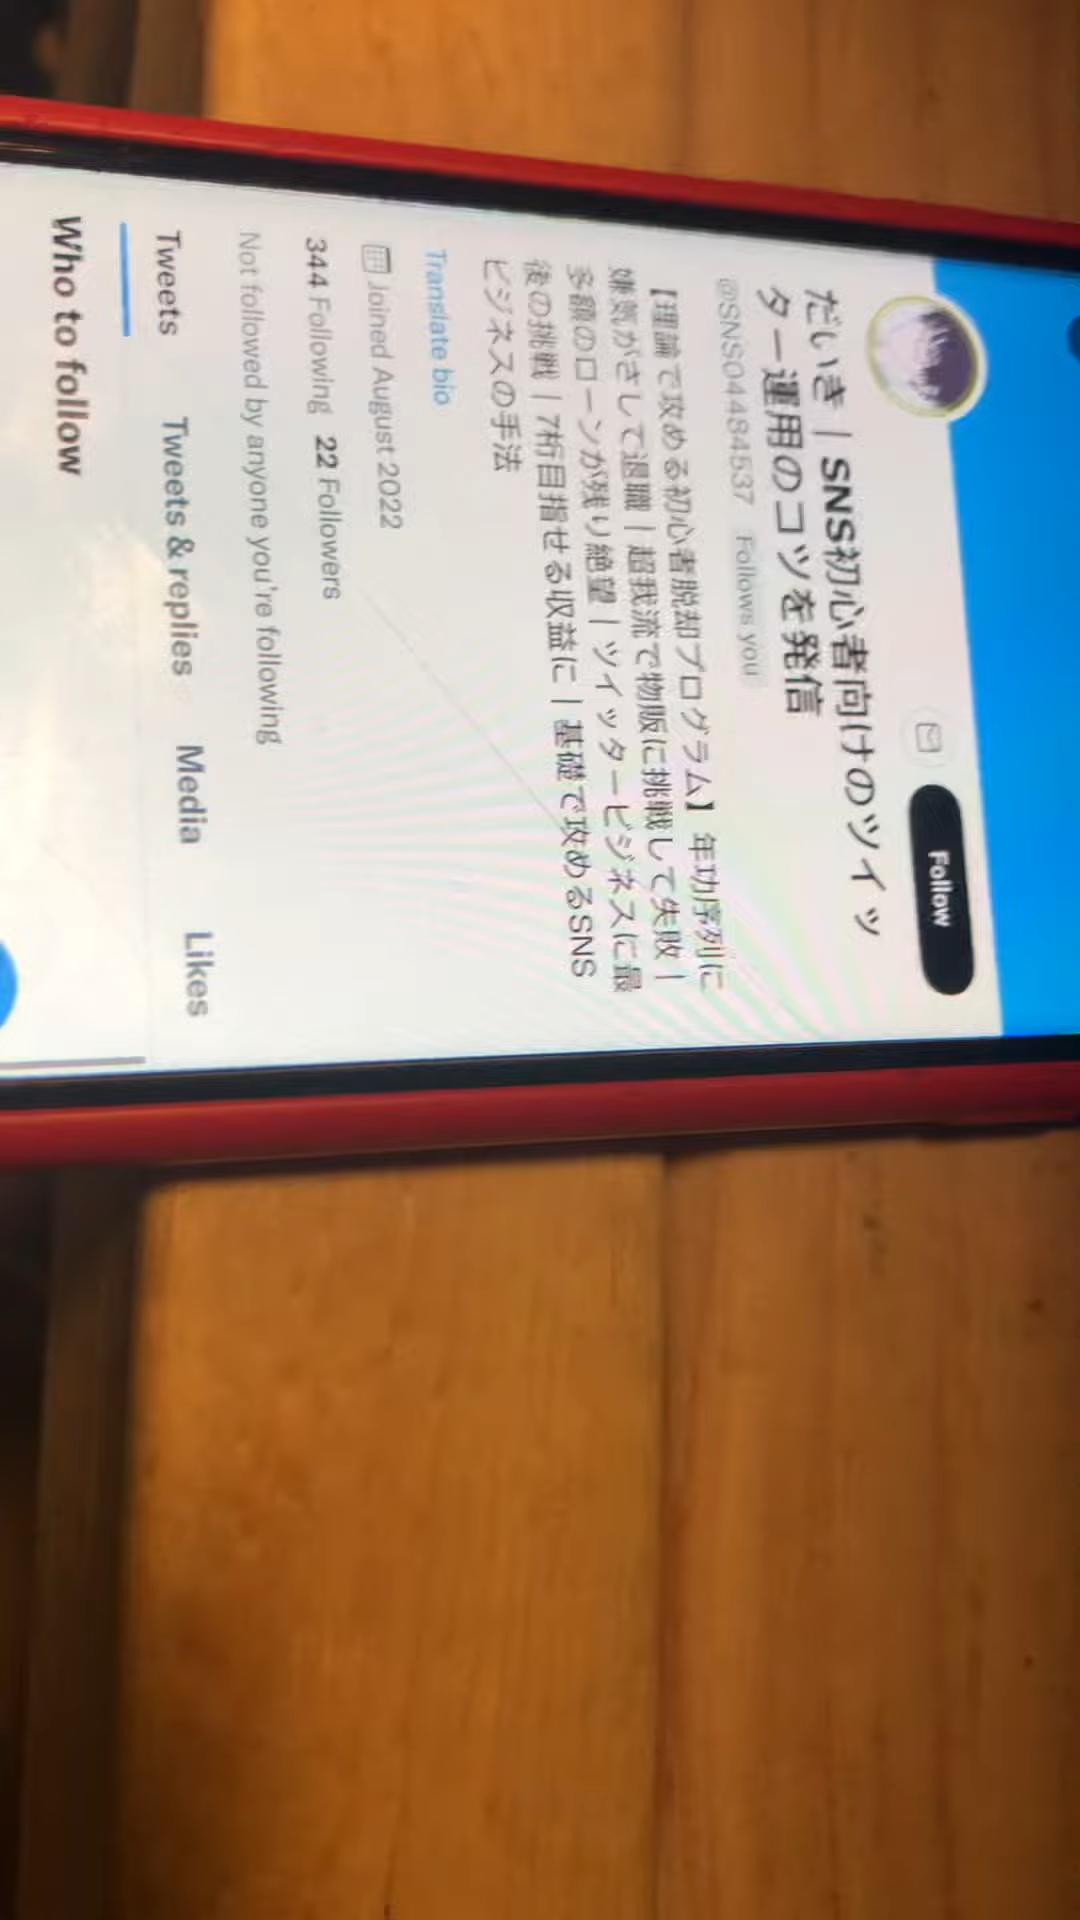 Follow
だいき｜SNS初心者向けのツイッ
ター運用のコツを発信
@SNS04484537 Follows you
【理論で攻める初心者脱却プログラム】年功序列に
嫌気がさして退職｜超我流で物販に挑戦して失敗｜
多額のローンが残り絶望｜ツイッタービジネスに最
後の挑戦｜7桁目指せる収益に｜基礎で攻めるSNS
ビジネスの手法
Translate bio
Joined August 2022
344 Following 22 Followers
Not followed by anyone you're following
Tweets Tweets & replies Media Likes
Who to follow